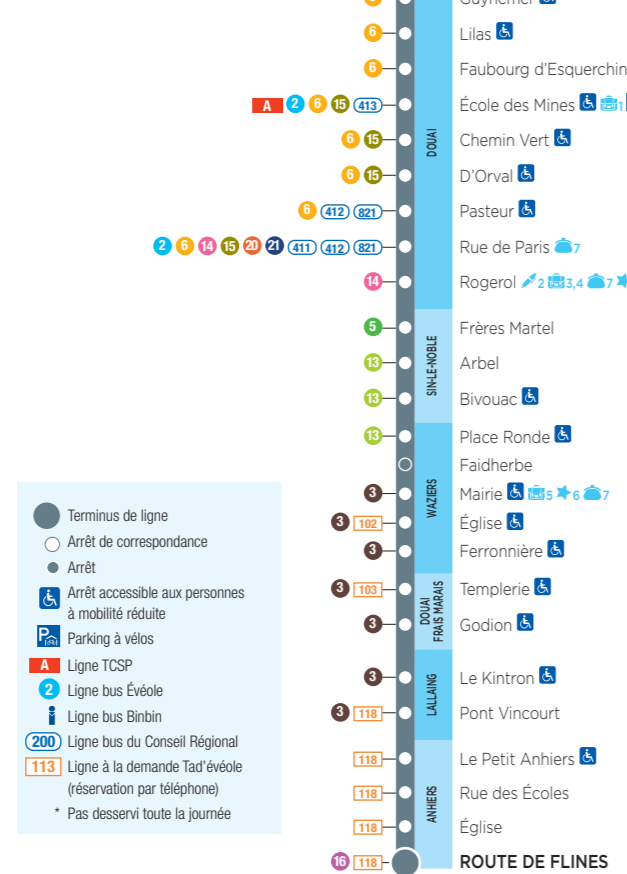 6 Lilas
6 Faubourg d'Esquerchin
A 2 6 15 413 École des Mines 1
6 15 Chemin Vert
6 15 D'Orval
6 412 821 Pasteur
2 6 14 15 20 21 411 412 821 Rue de Paris 7
14 Rogerol 2 3,4 7
DOUAI
5 Frères Martel
13 Arbel
13 Bivouac
SIN-LE-NOBLE
13 Place Ronde
Faidherbe
3 Mairie 5 6 7
3 102 Église
3 Ferronnière
WAZIERS
3 103 Templerie
3 Godion
DOUAI
FRAIS MARAIS
3 Le Kintron
3 118 Pont Vincourt
LALLAING
118 Le Petit Anhiers
118 Rue des Écoles
118 Église
ANHIERS
16 118 ROUTE DE FLINES
Terminus de ligne
Arrêt de correspondance
Arrêt
Arrêt accessible aux personnes
à mobilité réduite
P Parking à vélos
A Ligne TCSP
2 Ligne bus Évéole
Ligne bus Binbin
200 Ligne bus du Conseil Régional
113 Ligne à la demande Tad'évéole
(réservation par téléphone)
* Pas desservi toute la journée